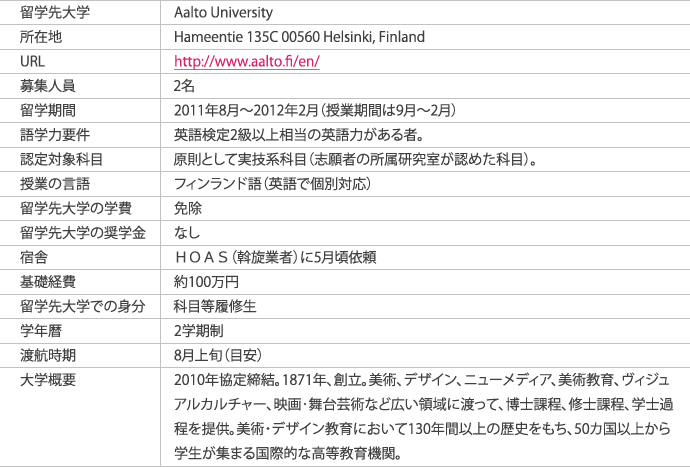 留学先大学 Aalto University
所在地 Hameentie 135C 00560 Helsinki, Finland
URL http://www.aalto.fi/en/
募集人員 2名
留学期間 2011年8月～2012年2月（授業期間は9月～2月）
語学力要件 英語検定2級以上相当の英語力がある者。
認定対象科目 原則として実技系科目（志願者の所属研究室が認めた科目）。
授業の言語 フィンランド語（英語で個別対応）
留学先大学の学費 免除
留学先大学の奨学金 なし
宿舎 ＨＯＡＳ（斡旋業者）に5月頃依頼
基礎経費 約100万円
留学先大学での身分 科目等履修生
学年暦 2学期制
渡航時期 8月上旬（目安）
大学概要 2010年協定締結。1871年、創立。美術、デザイン、ニューメディア、美術教育、ヴィジュ
アルカルチャー、映画・舞台芸術など広い領域に渡って、博士課程、修士課程、学士過
程を提供。美術・デザイン教育において130年間以上の歴史をもち、50カ国以上から
学生が集まる国際的な高等教育機関。